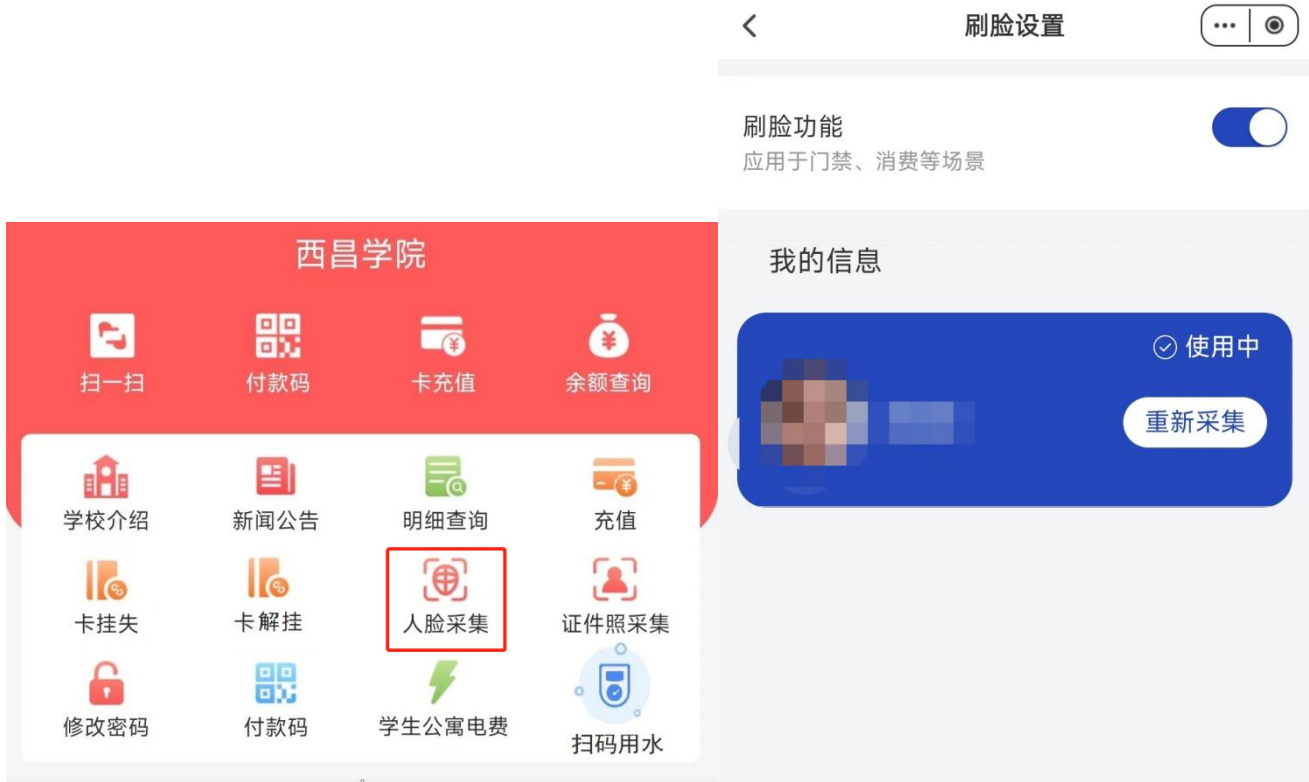 西昌学院
扫一扫
付款码
卡充值
余额查询
学校介绍
新闻公告
明细查询
充值
卡挂失
卡解挂
人脸采集
证件照采集
修改密码
付款码
学生公寓电费
扫码用水
刷脸设置
刷脸功能
应用于门禁、消费等场景
我的信息
使用中
重新采集